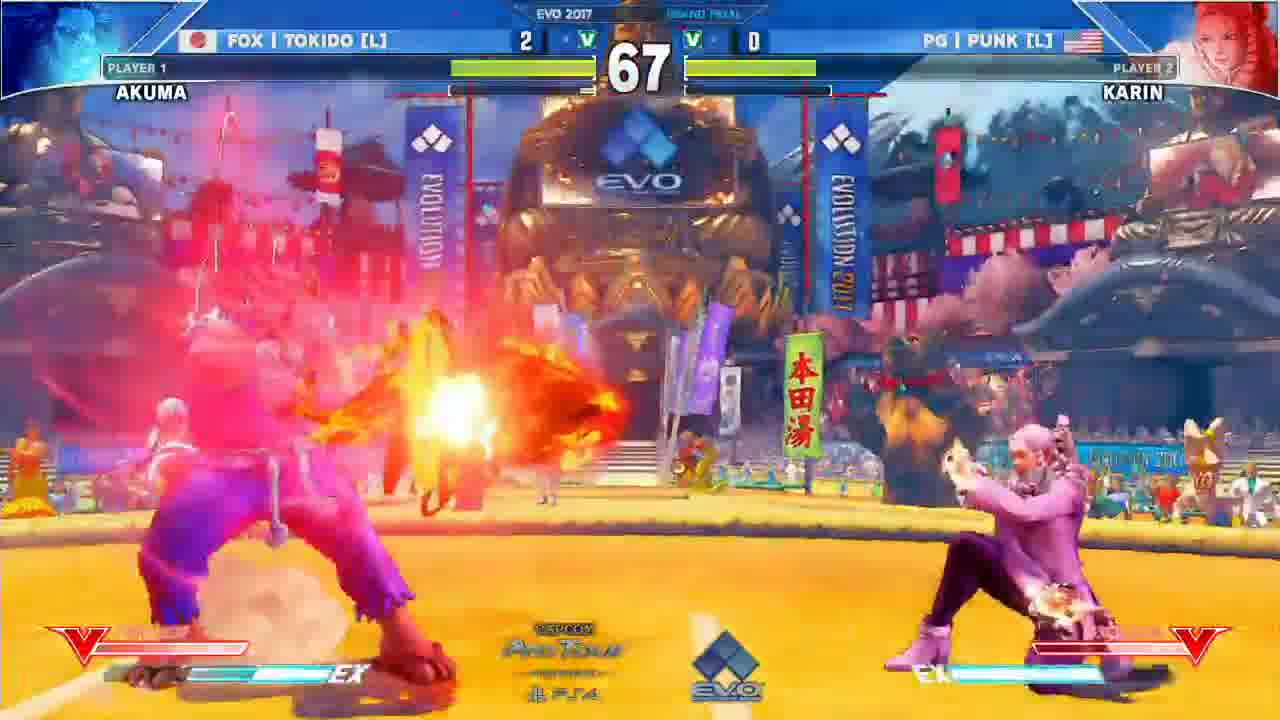 EVO 2017
GRAND FINAL
FOX | TOKIDO [L]
2
V
67
V
0
PG | PUNK [L]
PLAYER 1
PLAYER 2
AKUMA
KARIN
EVO
EVOLUTION
EVOLUTION 2017
本田湯
V
EX
CAPCOM
PRO TOUR
PS4
EVO
EX
V